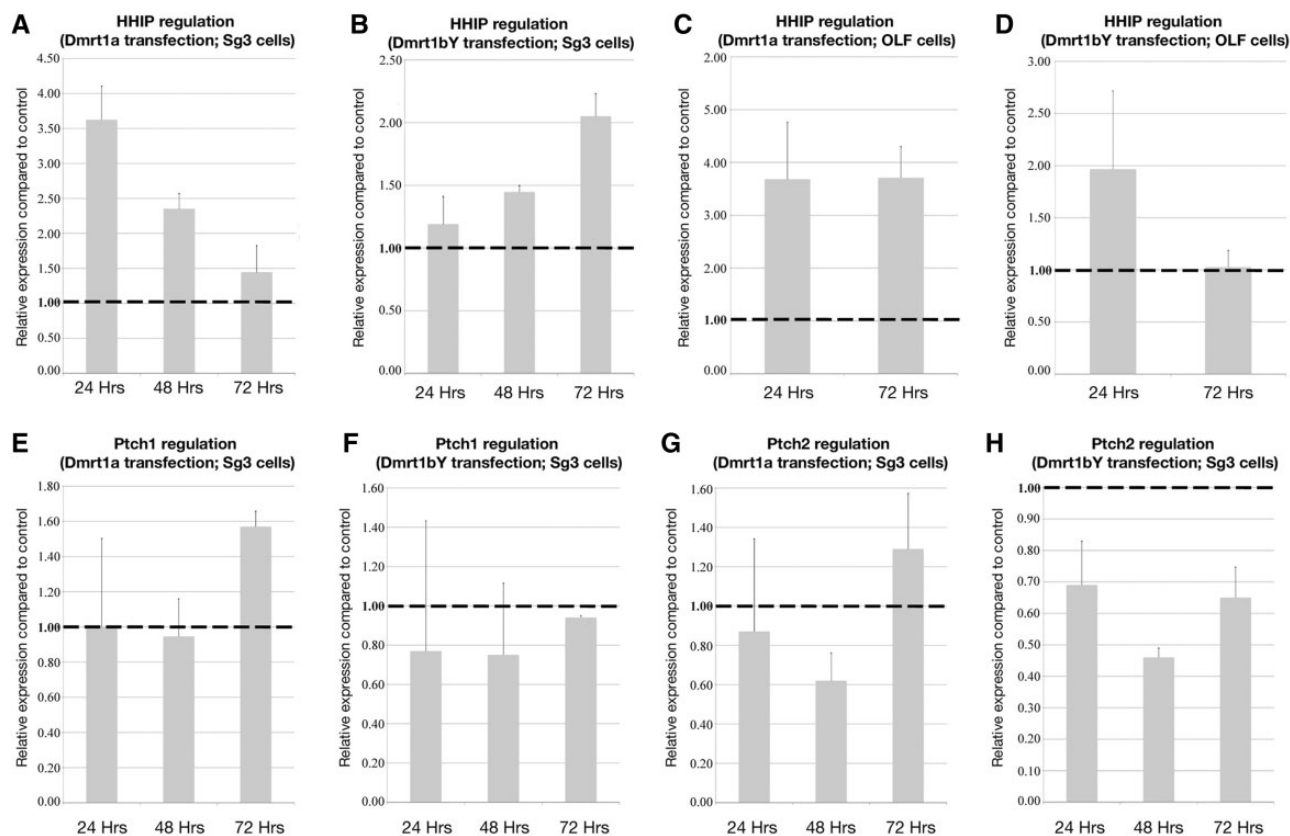 A
HHIP regulation
(Dmrt1a transfection; Sg3 cells)
Relative expression compared to control
4.50
4.00
3.50
3.00
2.50
2.00
1.50
1.00
0.50
0.00
24 Hrs 48 Hrs 72 Hrs
B
HHIP regulation
(Dmrt1bY transfection; Sg3 cells)
Relative expression compared to control
2.50
2.00
1.50
1.00
0.50
0.00
24 Hrs 48 Hrs 72 Hrs
C
HHIP regulation
(Dmrt1a transfection; OLF cells)
Relative expression compared to control
2.00
5.00
4.00
3.00
2.00
1.00
0.00
24 Hrs 72 Hrs
D
HHIP regulation
(Dmrt1bY transfection; OLF cells)
Relative expression compared to control
3.00
2.50
2.00
1.50
1.00
0.50
0.00
24 Hrs 72 Hrs
E
Ptch1 regulation
(Dmrt1a transfection; Sg3 cells)
Relative expression compared to control
1.80
1.60
1.40
1.20
1.00
0.80
0.60
0.40
0.20
0.00
24 Hrs 48 Hrs 72 Hrs
F
Ptch1 regulation
(Dmrt1bY transfection; Sg3 cells)
Relative expression compared to control
1.60
1.40
1.20
1.00
0.80
0.60
0.40
0.20
0.00
24 Hrs 48 Hrs 72 Hrs
G
Ptch2 regulation
(Dmrt1a transfection; Sg3 cells)
Relative expression compared to control
1.60
1.40
1.20
1.00
0.80
0.60
0.40
0.20
0.00
24 Hrs 48 Hrs 72 Hrs
H
Ptch2 regulation
(Dmrt1bY transfection; Sg3 cells)
Relative expression compared to control
1.00
0.90
0.80
0.70
0.60
0.50
0.40
0.30
0.20
0.10
0.00
24 Hrs 48 Hrs 72 Hrs